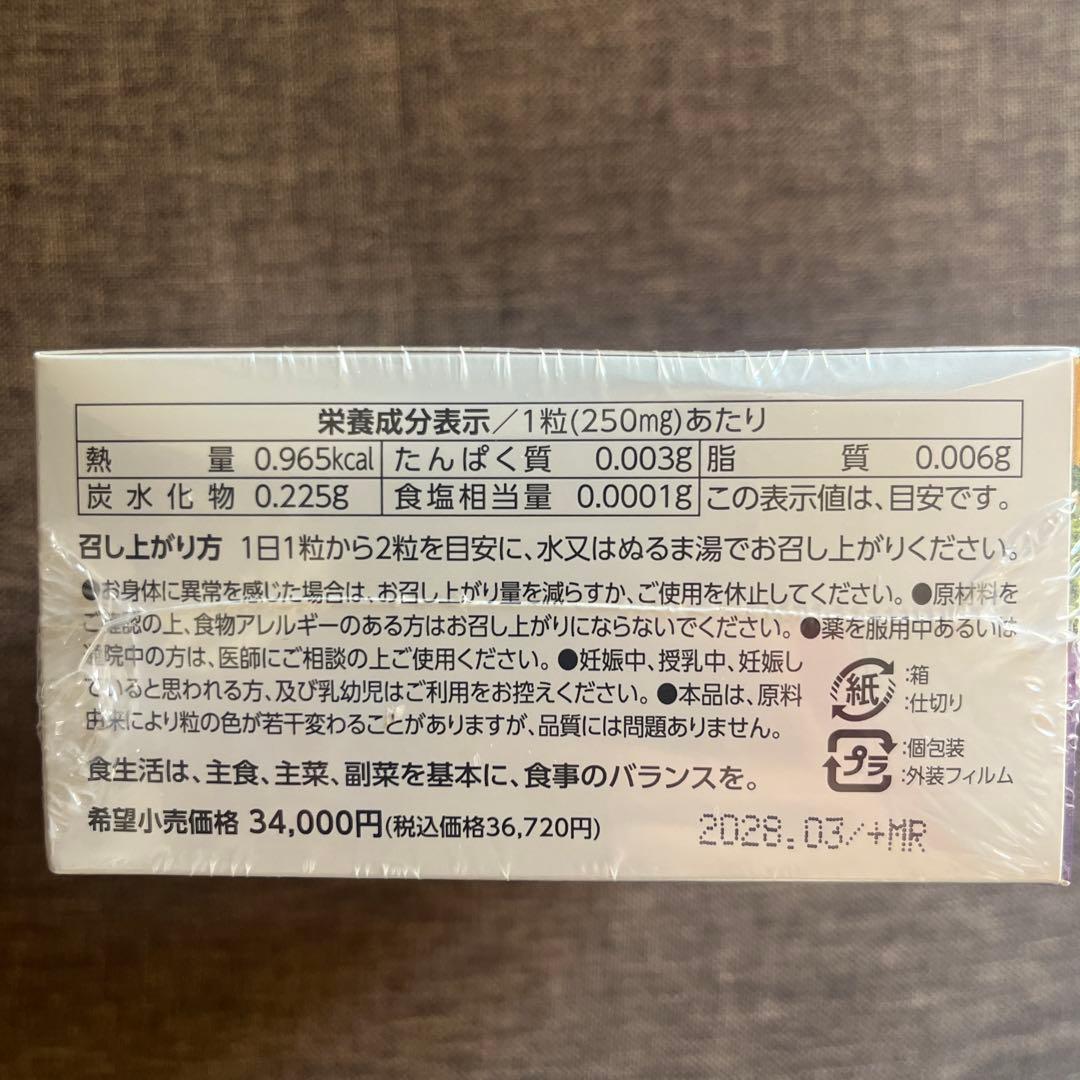 栄養成分表示／1粒(250mg)あたり
熱量 0.965kcal たんぱく質 0.003g 脂質 0.006g
炭水化物 0.225g 食塩相当量 0.0001g この表示値は、目安です。
召し上がり方 1日1粒から2粒を目安に、水又はぬるま湯でお召し上がりください。
●お身体に異常を感じた場合は、お召し上がり量を減らすか、ご使用を休止してください。●原材料を
ご確認の上、食物アレルギーのある方はお召し上がりにならないでください。●薬を服用中あるいは
通院中の方は、医師にご相談の上ご使用ください。●妊娠中、授乳中、妊娠し
ていると思われる方、及び乳幼児はご利用をお控えください。●本品は、原料
由来により粒の色が若干変わることがありますが、品質には問題ありません。
紙 :箱
:仕切り
プラ :個包装
:外装フィルム
食生活は、主食、主菜、副菜を基本に、食事のバランスを。
希望小売価格 34,000円(税込価格36,720円)
2028.03/+MR